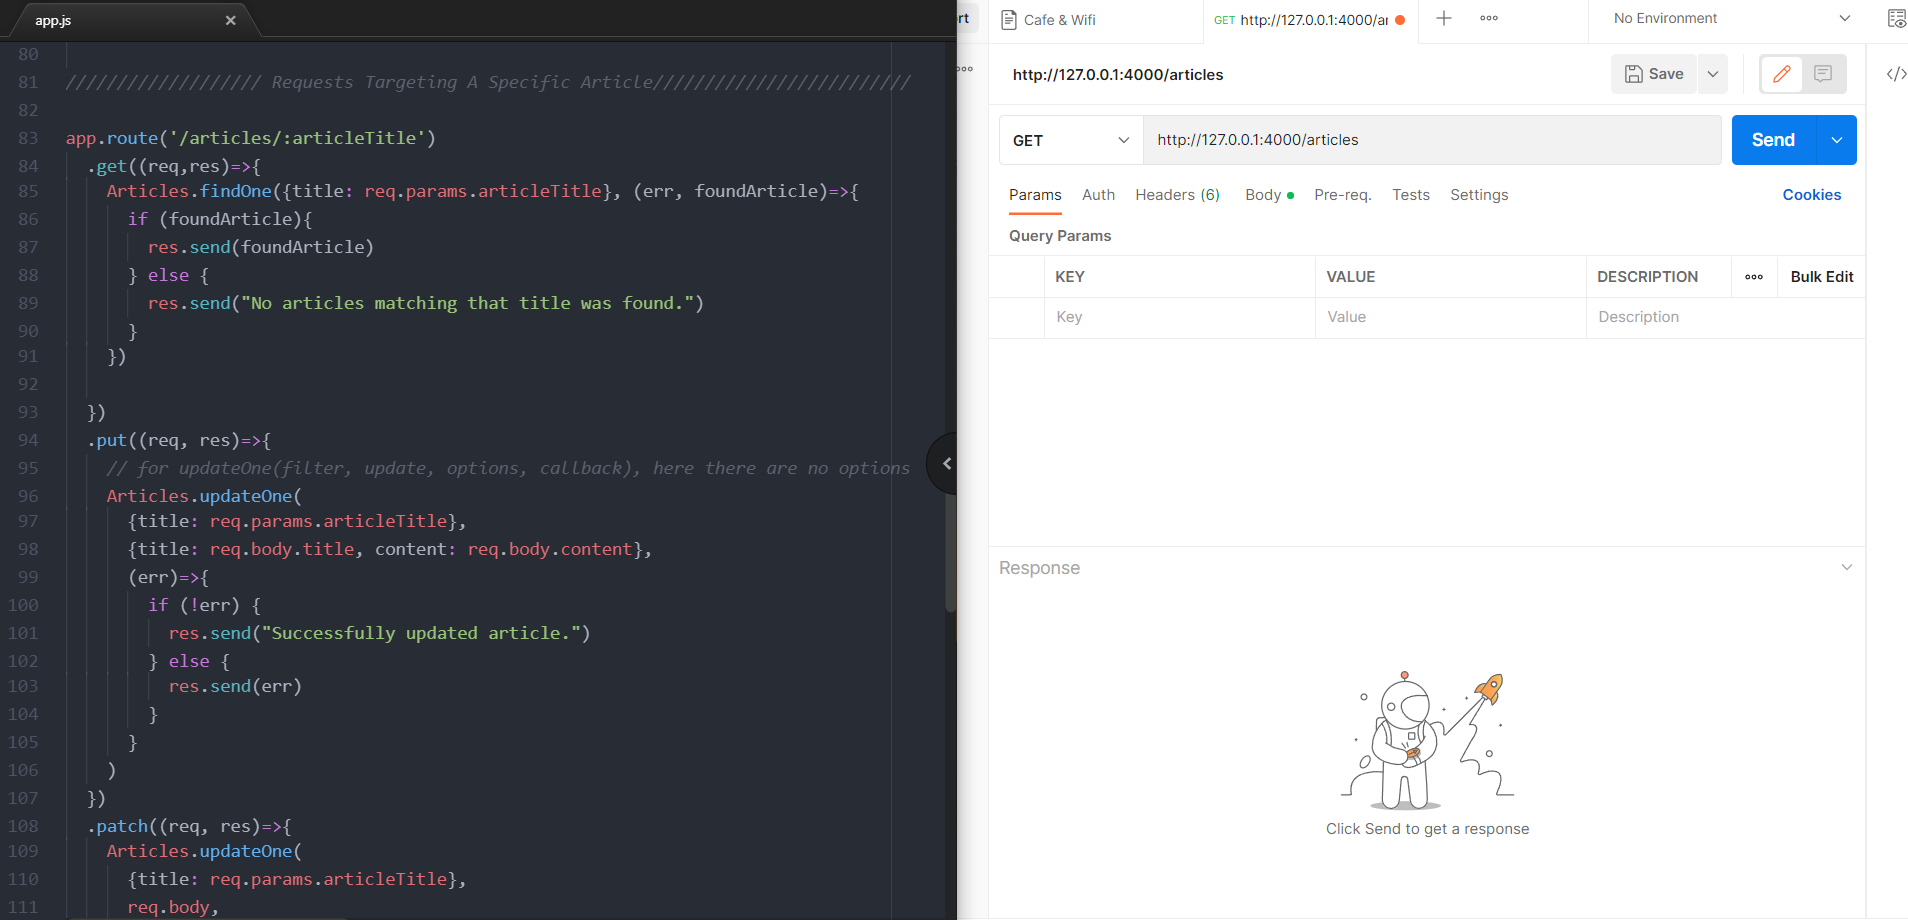 app.js
80
81 /////////////////// Requests Targeting A Specific Article/////////////////////////
82
83 app.route('/articles/:articleTitle')
84 .get((req,res)=>{
85 Articles.findOne({title: req.params.articleTitle}, (err, foundArticle)=>{
86 if (foundArticle){
87 res.send(foundArticle)
88 } else {
89 res.send("No articles matching that title was found.")
90 }
91 })
92
93 })
94 .put((req, res)=>{
95 // for updateOne(filter, update, options, callback), here there are no options
96 Articles.updateOne(
97 {title: req.params.articleTitle},
98 {title: req.body.title, content: req.body.content},
99 (err)=>{
100 if (!err) {
101 res.send("Successfully updated article.")
102 } else {
103 res.send(err)
104 }
105 }
106 )
107 })
108 .patch((req, res)=>{
109 Articles.updateOne(
110 {title: req.params.articleTitle},
111 req.body,
rt
Cafe & Wifi
GET http://127.0.0.1:4000/ar
No Environment
http://127.0.0.1:4000/articles
Save
</>
GET http://127.0.0.1:4000/articles Send
Params Auth Headers (6) Body Pre-req. Tests Settings Cookies
Query Params
KEY VALUE DESCRIPTION Bulk Edit
Key Value Description
Response
Click Send to get a response